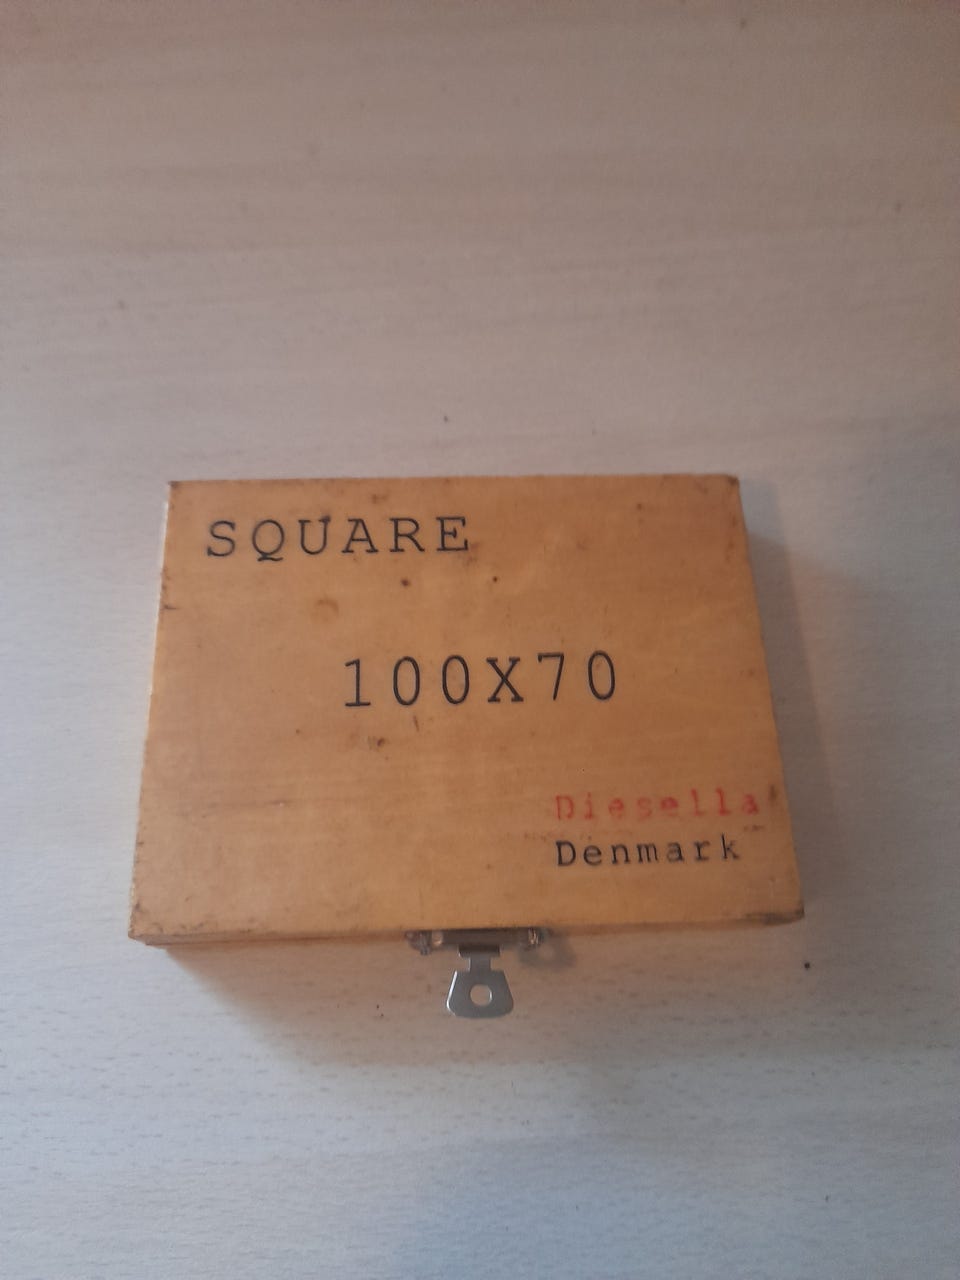 SQUARE
100X70
Diesella
Denmark